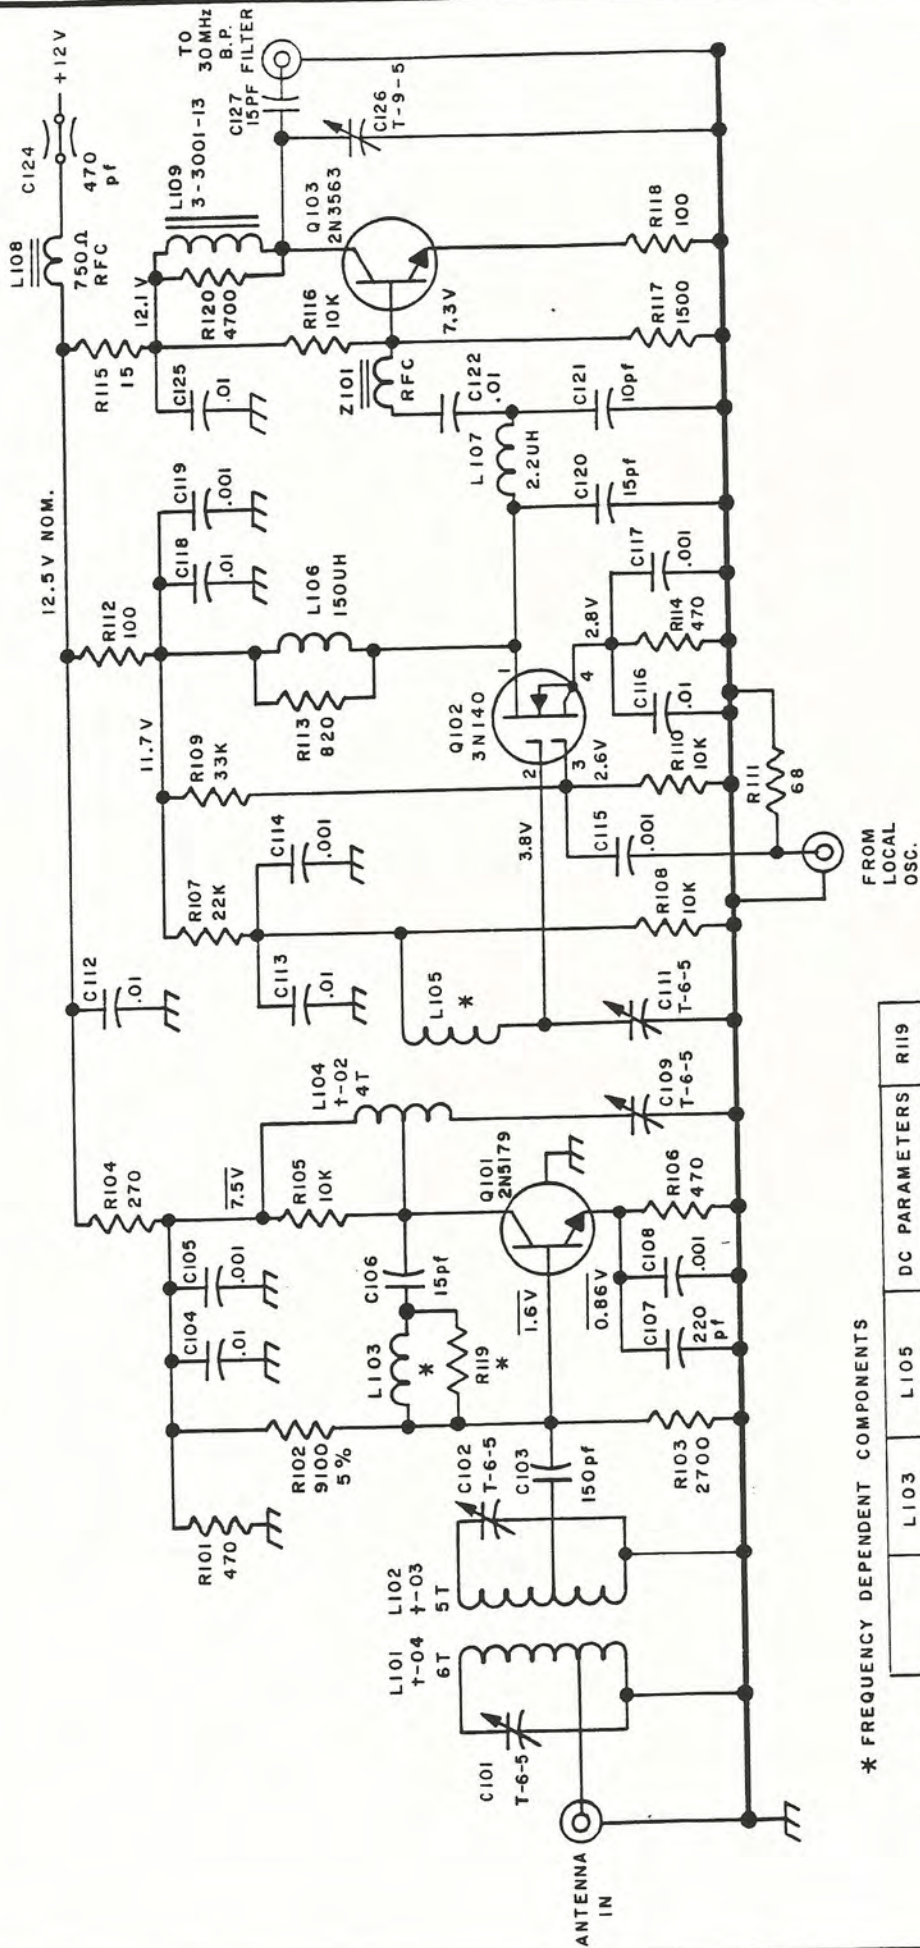 TO
30MHz
B.P.
FILTER
C127
15PF
C126
T-9-5
C124
+12V
470
pf
L108
750Ω
RFC
L109
3-3001-13
12.1V
R120
4700
Q103
2N3563
R118
100
R115
15
R116
10K
7.3V
R117
1500
C125
.01
Z101
RFC
C122
.01
C121
10pf
L107
2.2UH
C120
15pf
C119
.001
C118
.01
12.5V NOM.
R112
100
L106
150UH
R113
820
Q102
3N140
1
2
3
4
2.8V
C117
.001
R114
470
C116
.01
2.6V
11.7V
R109
33K
R110
10K
R111
68
3.8V
C115
.001
FROM
LOCAL
OSC.
R107
22K
C114
.001
C113
.01
R108
10K
C112
.01
L105
*
C111
T-6-5
L104
t-02
4T
C109
T-6-5
R104
270
7.5V
R105
10K
Q101
2N5179
R106
470
C105
.001
C104
.01
C106
15pf
L103
*
R119
*
1.6V
0.86V
C108
.001
C107
220
pf
R102
9100
5%
R101
470
C102
T-6-5
C103
150pf
R103
2700
L102
t-03
5T
L101
t-04
6T
C101
T-6-5
ANTENNA
IN
* FREQUENCY DEPENDENT COMPONENTS
L103 L105 DC PARAMETERS R119